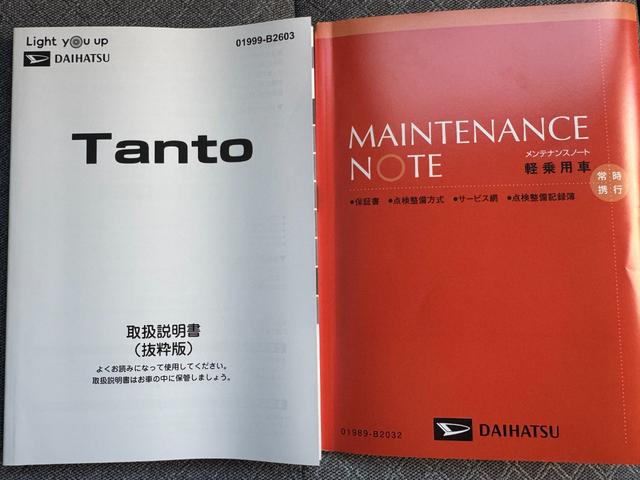 Light you up
DAIHATSU
01999-B2603
Tanto
取扱説明書
（抜粋版）
よくお読みになって使用してください。
取扱説明書はお車の中に保管しましょう。
MAINTENANCE
NOTE
メンテナンスノート
軽乗用車
常時
携行
●保証書 ●点検整備方式 ●サービス網 ●点検整備記録簿
01989-B2032
DAIHATSU